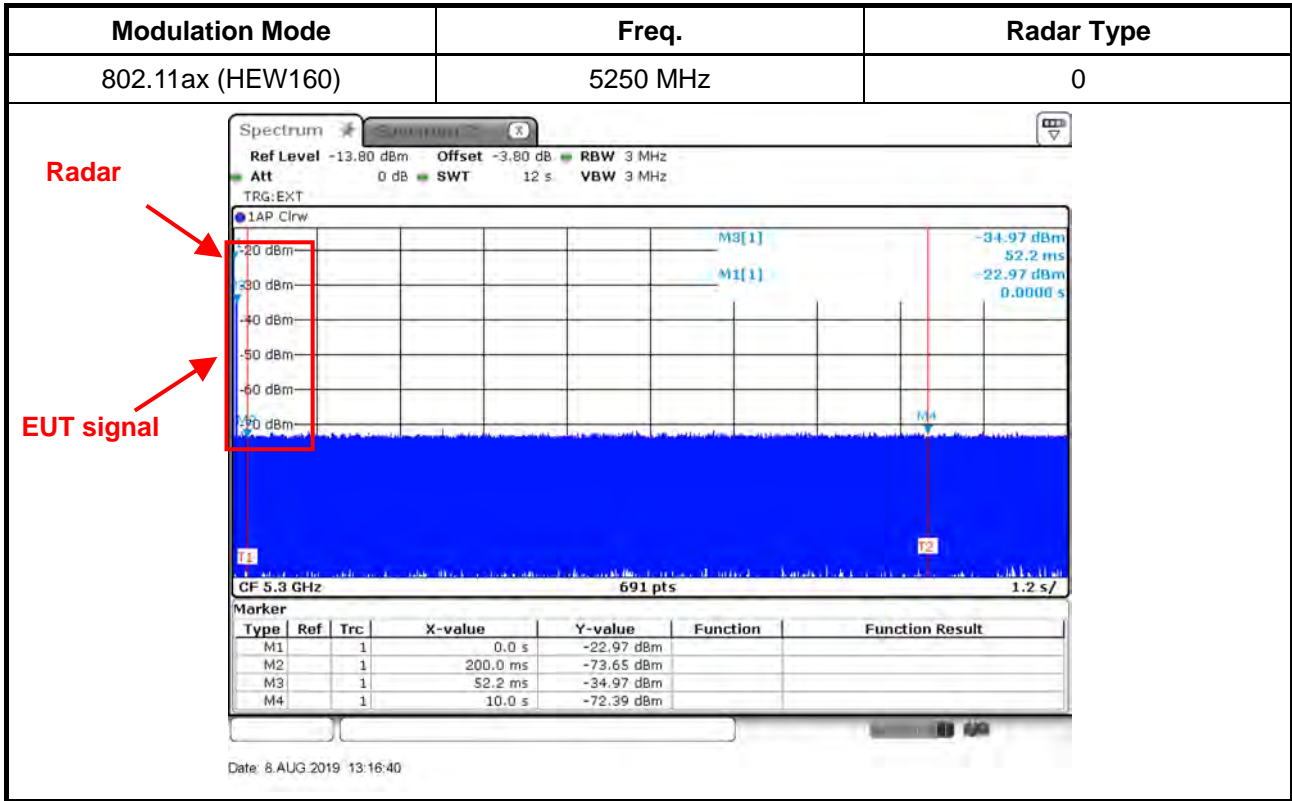 Modulation Mode Freq. Radar Type
802.11ax (HEW160) 5250 MHz 0
Spectrum X
Ref Level -13.80 dBm Offset -3.80 dB RBW 3 MHz
Att 0 dB SWT 12 s VBW 3 MHz
TRG:EXT
1AP Clrw
Radar
EUT signal
M3[1] -34.97 dBm
52.2 ms
M1[1] -22.97 dBm
0.0000 s
-20 dBm
-30 dBm
-40 dBm
-50 dBm
-60 dBm
-70 dBm
M4
T1
T2
CF 5.3 GHz 691 pts 1.2 s/
Marker
Type Ref Trc X-value Y-value Function Function Result
M1 1 0.0 s -22.97 dBm
M2 1 200.0 ms -73.65 dBm
M3 1 52.2 ms -34.97 dBm
M4 1 10.0 s -72.39 dBm
Date: 8.AUG.2019 13:16:40